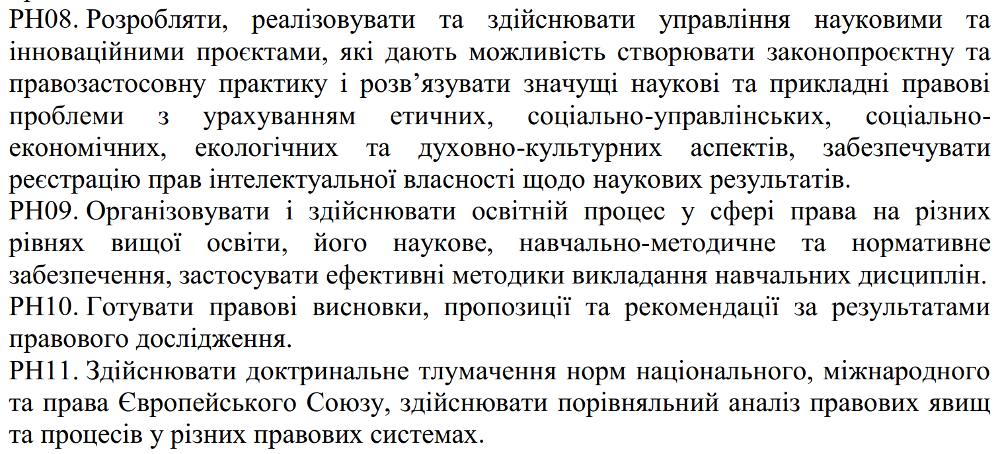 РН08. Розробляти, реалізовувати та здійснювати управління науковими та
інноваційними проєктами, які дають можливість створювати законопроєктну та
правозастосовну практику і розв’язувати значущі наукові та прикладні правові
проблеми з урахуванням етичних, соціально-управлінських, соціально-
економічних, екологічних та духовно-культурних аспектів, забезпечувати
реєстрацію прав інтелектуальної власності щодо наукових результатів.
РН09. Організовувати і здійснювати освітній процес у сфері права на різних
рівнях вищої освіти, його наукове, навчально-методичне та нормативне
забезпечення, застосувати ефективні методики викладання навчальних дисциплін.
РН10. Готувати правові висновки, пропозиції та рекомендації за результатами
правового дослідження.
РН11. Здійснювати доктринальне тлумачення норм національного, міжнародного
та права Європейського Союзу, здійснювати порівняльний аналіз правових явищ
та процесів у різних правових системах.